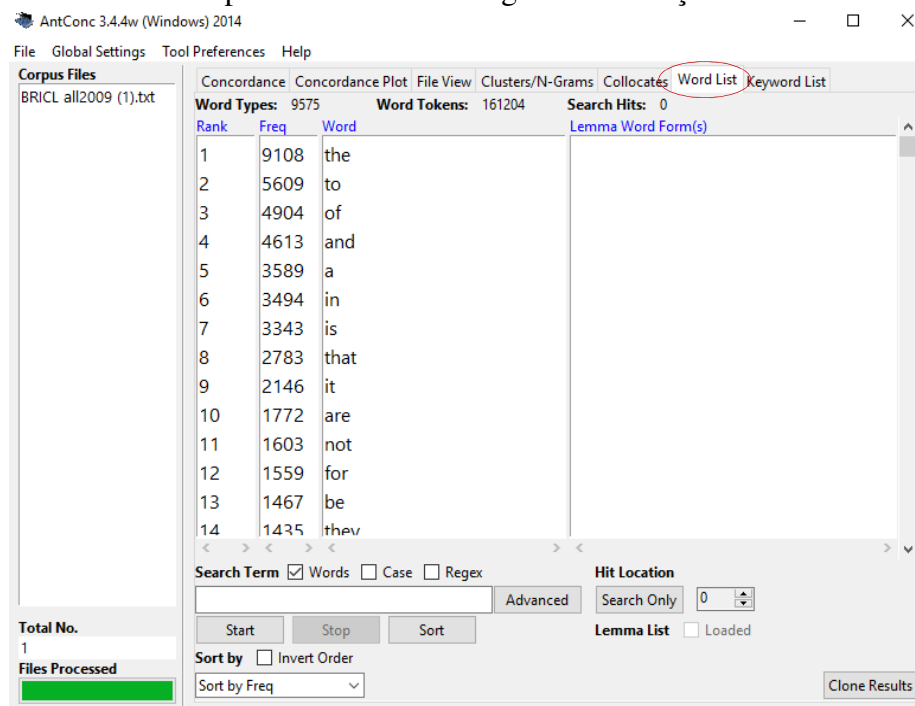 AntConc 3.4.4w (Windows) 2014
File Global Settings Tool Preferences Help
Corpus Files
BRICL all2009 (1).txt
Concordance Concordance Plot File View Clusters/N-Grams Collocates Word List Keyword List
Word Types: 9575 Word Tokens: 161204 Search Hits: 0
Rank Freq Word Lemma Word Form(s)
1 9108 the
2 5609 to
3 4904 of
4 4613 and
5 3589 a
6 3494 in
7 3343 is
8 2783 that
9 2146 it
10 1772 are
11 1603 not
12 1559 for
13 1467 be
14 1435 they
Search Term Words Case Regex Hit Location
Advanced Search Only 0
Total No.
1
Start Stop Sort Lemma List Loaded
Files Processed
Sort by Invert Order
Sort by Freq Clone Results